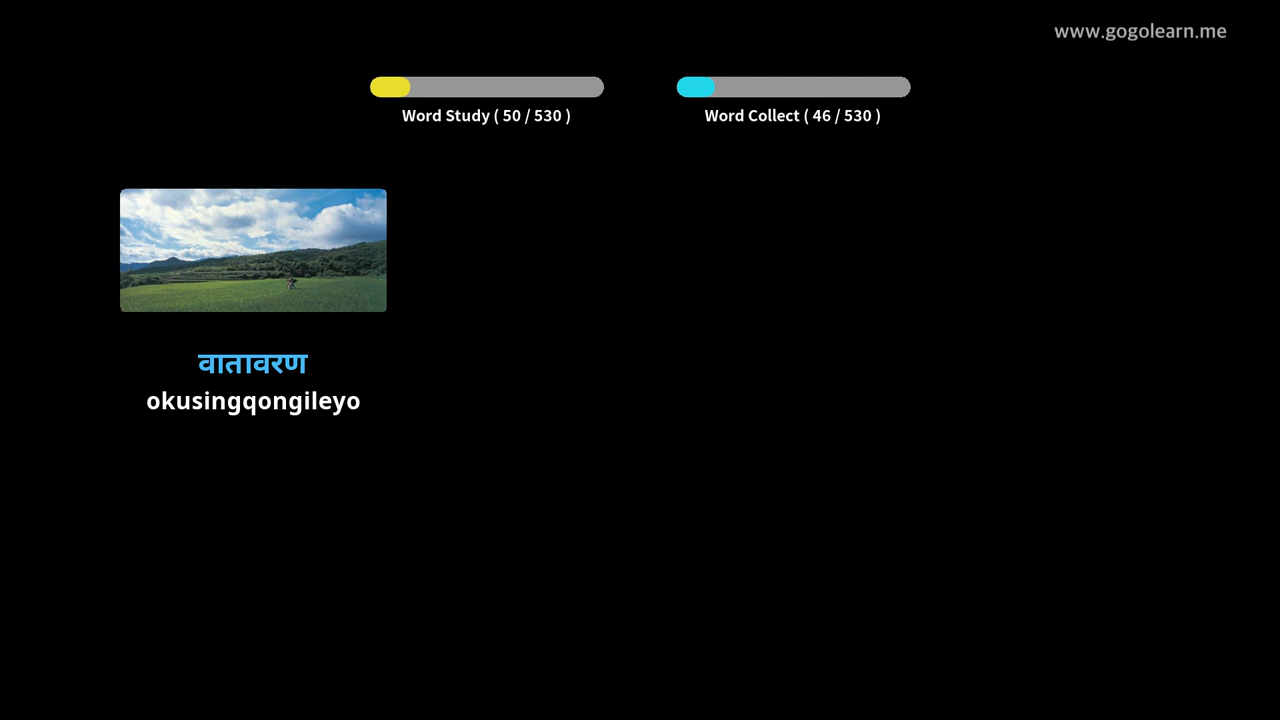 www.gogolearn.me
Word Study ( 50 / 530 )
Word Collect ( 46 / 530 )
वातावरण
okusingqongileyo